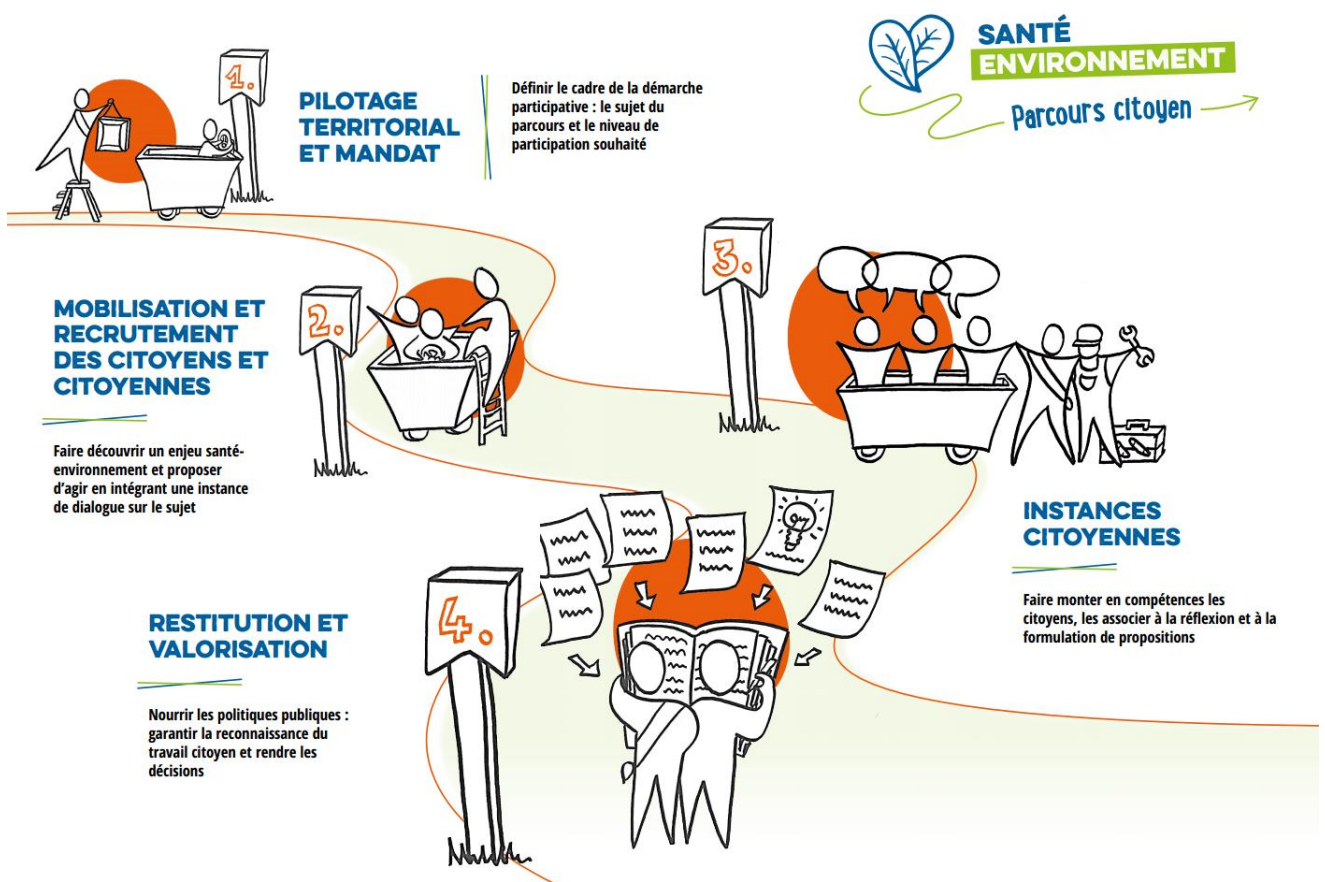 SANTÉ
ENVIRONNEMENT
Parcours citoyen
1.
PILOTAGE
TERRITORIAL
ET MANDAT
Définir le cadre de la démarche
participative : le sujet du
parcours et le niveau de
participation souhaité
2.
MOBILISATION ET
RECRUTEMENT
DES CITOYENS ET
CITOYENNES
Faire découvrir un enjeu santé-
environnement et proposer
d'agir en intégrant une instance
de dialogue sur le sujet
3.
INSTANCES
CITOYENNES
Faire monter en compétences les
citoyens, les associer à la réflexion et à la
formulation de propositions
4.
RESTITUTION ET
VALORISATION
Nourrir les politiques publiques :
garantir la reconnaissance du
travail citoyen et rendre les
décisions